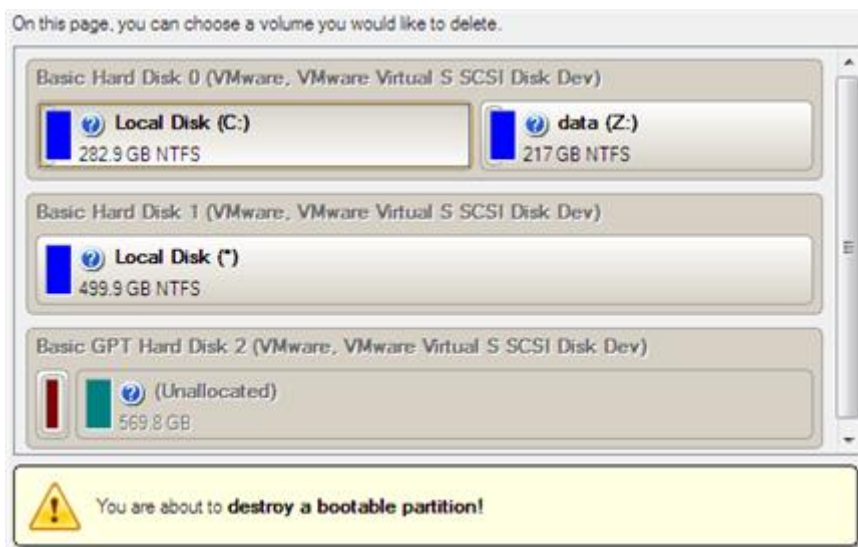 On this page, you can choose a volume you would like to delete.
Basic Hard Disk 0 (VMware, VMware Virtual S SCSI Disk Dev)
Local Disk (C:)
282.9 GB NTFS
data (Z:)
217 GB NTFS
Basic Hard Disk 1 (VMware, VMware Virtual S SCSI Disk Dev)
Local Disk (*)
499.9 GB NTFS
Basic GPT Hard Disk 2 (VMware, VMware Virtual S SCSI Disk Dev)
(Unallocated)
569.8 GB
You are about to destroy a bootable partition!